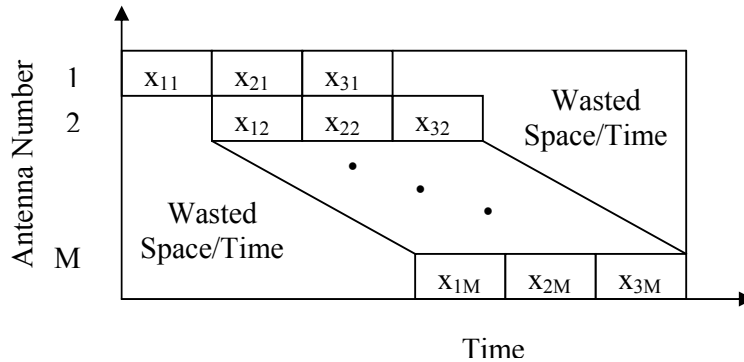 Antenna Number
1
x11 x21 x31
Wasted
Space/Time
2
x12 x22 x32
Wasted
Space/Time
M
x1M x2M x3M
Time